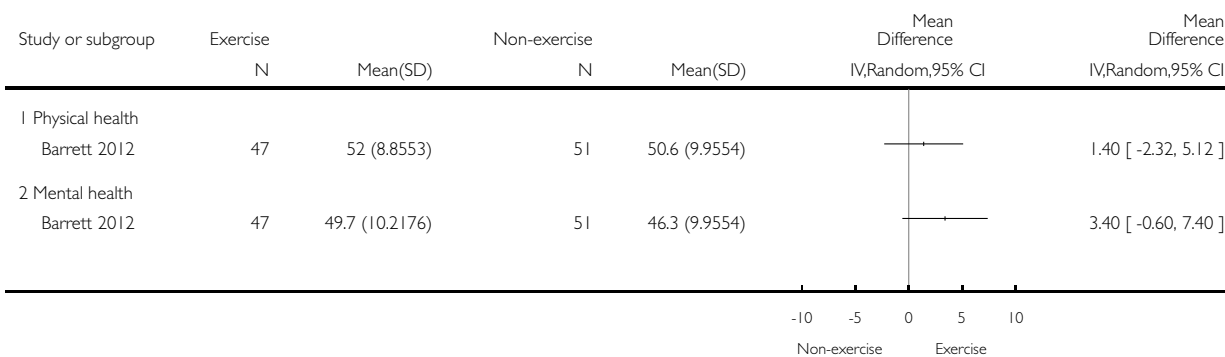 Mean Mean
Study or subgroup Exercise Non-exercise Difference Difference
N Mean(SD) N Mean(SD) IV,Random,95% CI IV,Random,95% CI
1 Physical health
Barrett 2012 47 52 (8.8553) 51 50.6 (9.9554) 1.40 [ -2.32, 5.12 ]
2 Mental health
Barrett 2012 47 49.7 (10.2176) 51 46.3 (9.9554) 3.40 [ -0.60, 7.40 ]
-10 -5 0 5 10
Non-exercise Exercise